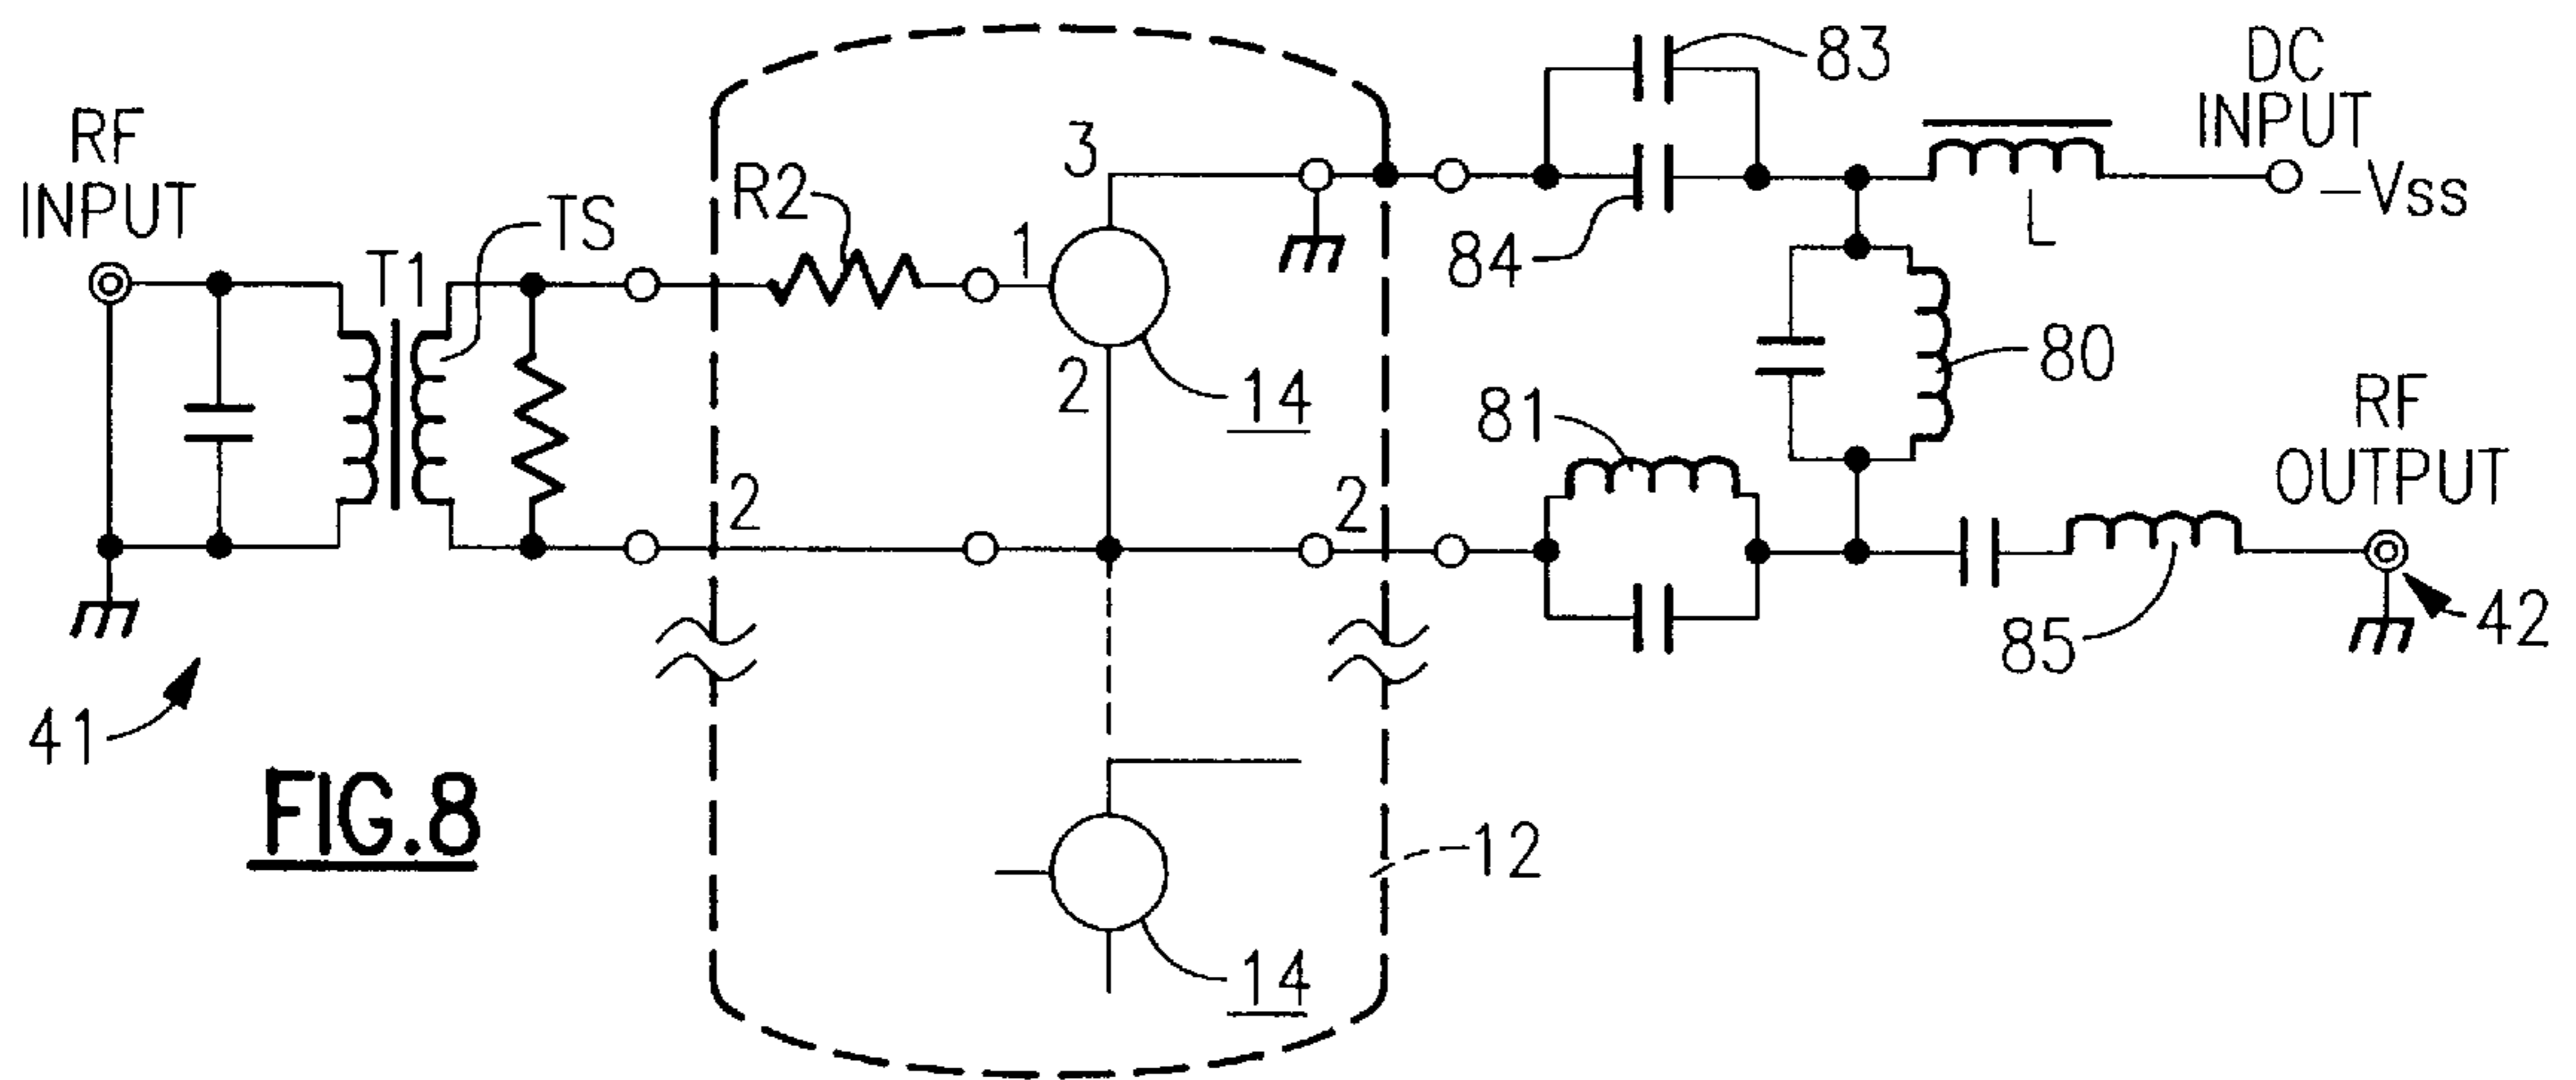 RF
INPUT
T1
TS
R2
1
3
2
14
2
2
83
84
DC
INPUT
–Vss
L
80
81
RF
OUTPUT
85
42
41
FIG.8
12
14